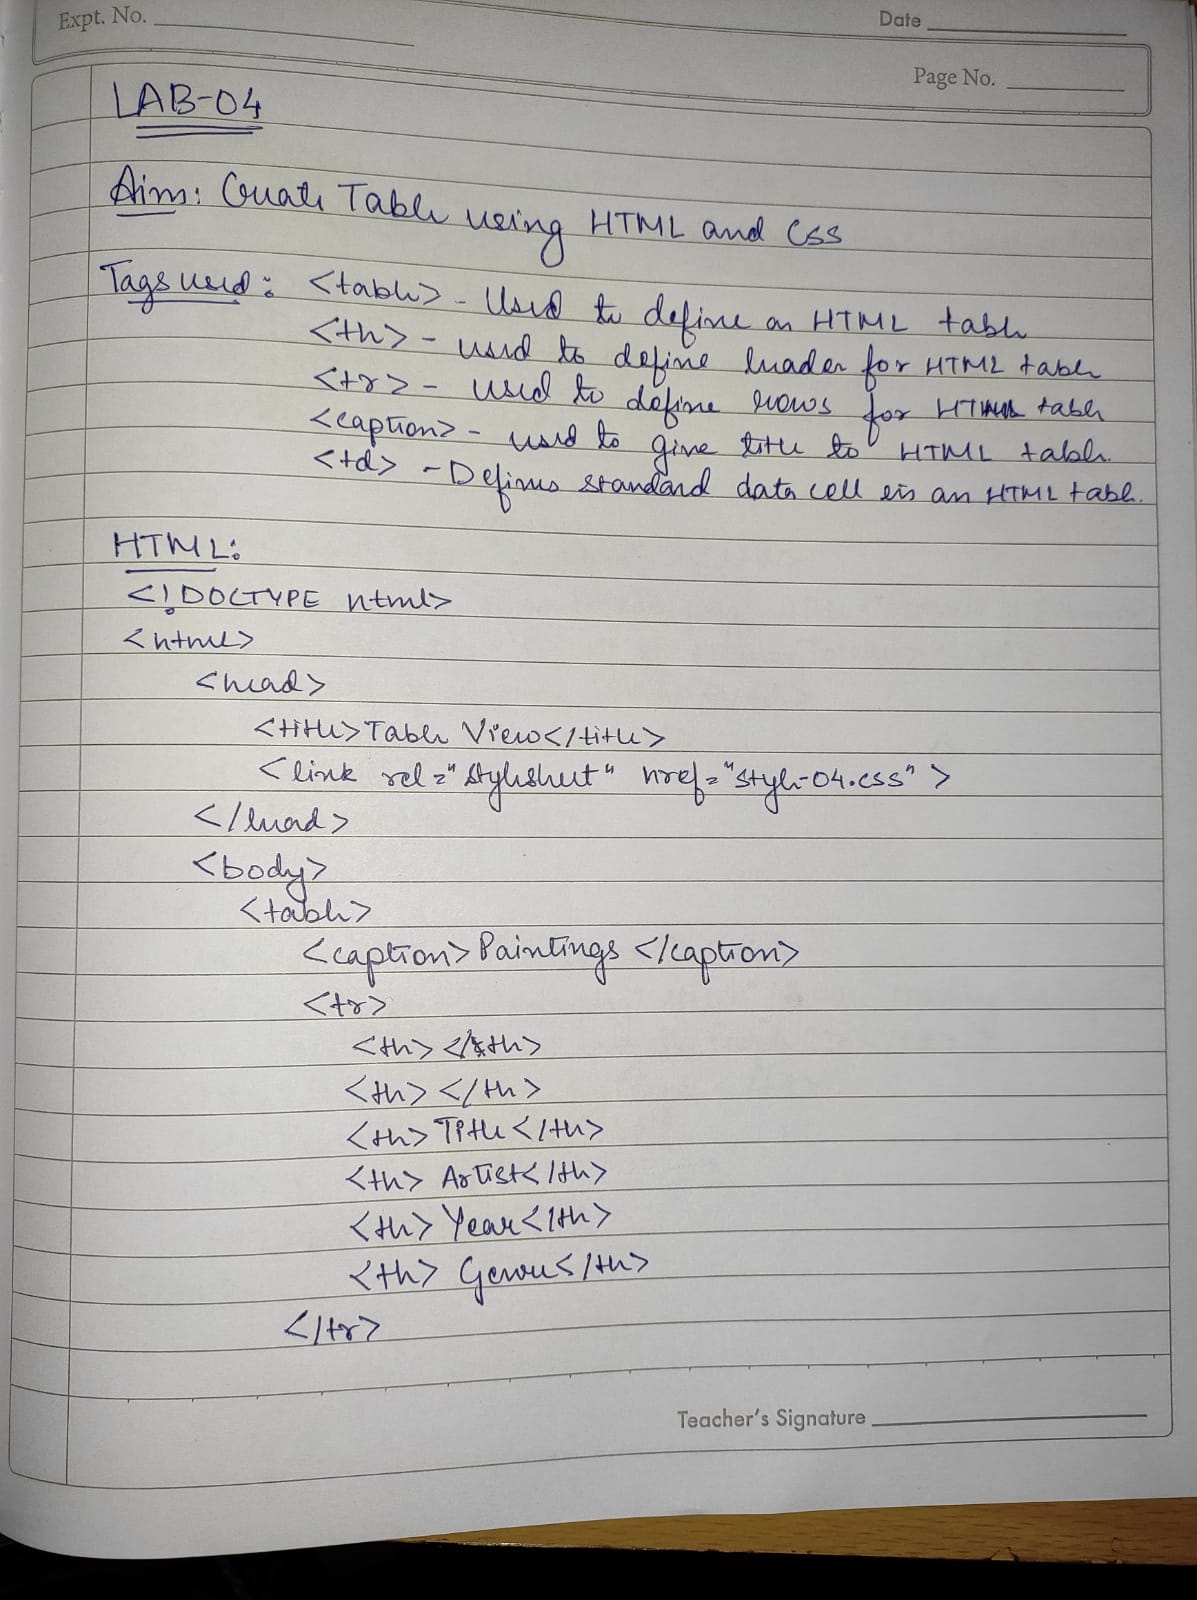 Expt. No.
Date
Page No.
LAB-04
Aim: Create Table using HTML and CSS
Tags used: <table> - Used to define an HTML table
<th> - used to define header for HTML table
<tr> - used to define rows for HTML table
<caption> - used to give title to HTML table.
<td> - Defines standard data cell in an HTML table.
HTML:
<!DOCTYPE html>
<html>
<head>
<title>Table View</title>
<link rel="stylesheet" href="style-04.css">
</head>
<body>
<table>
<caption>Paintings </caption>
<tr>
<th> </th>
<th> </th>
<th> Title </th>
<th> Artist </th>
<th> Year </th>
<th> Genre </th>
</tr>
Teacher's Signature